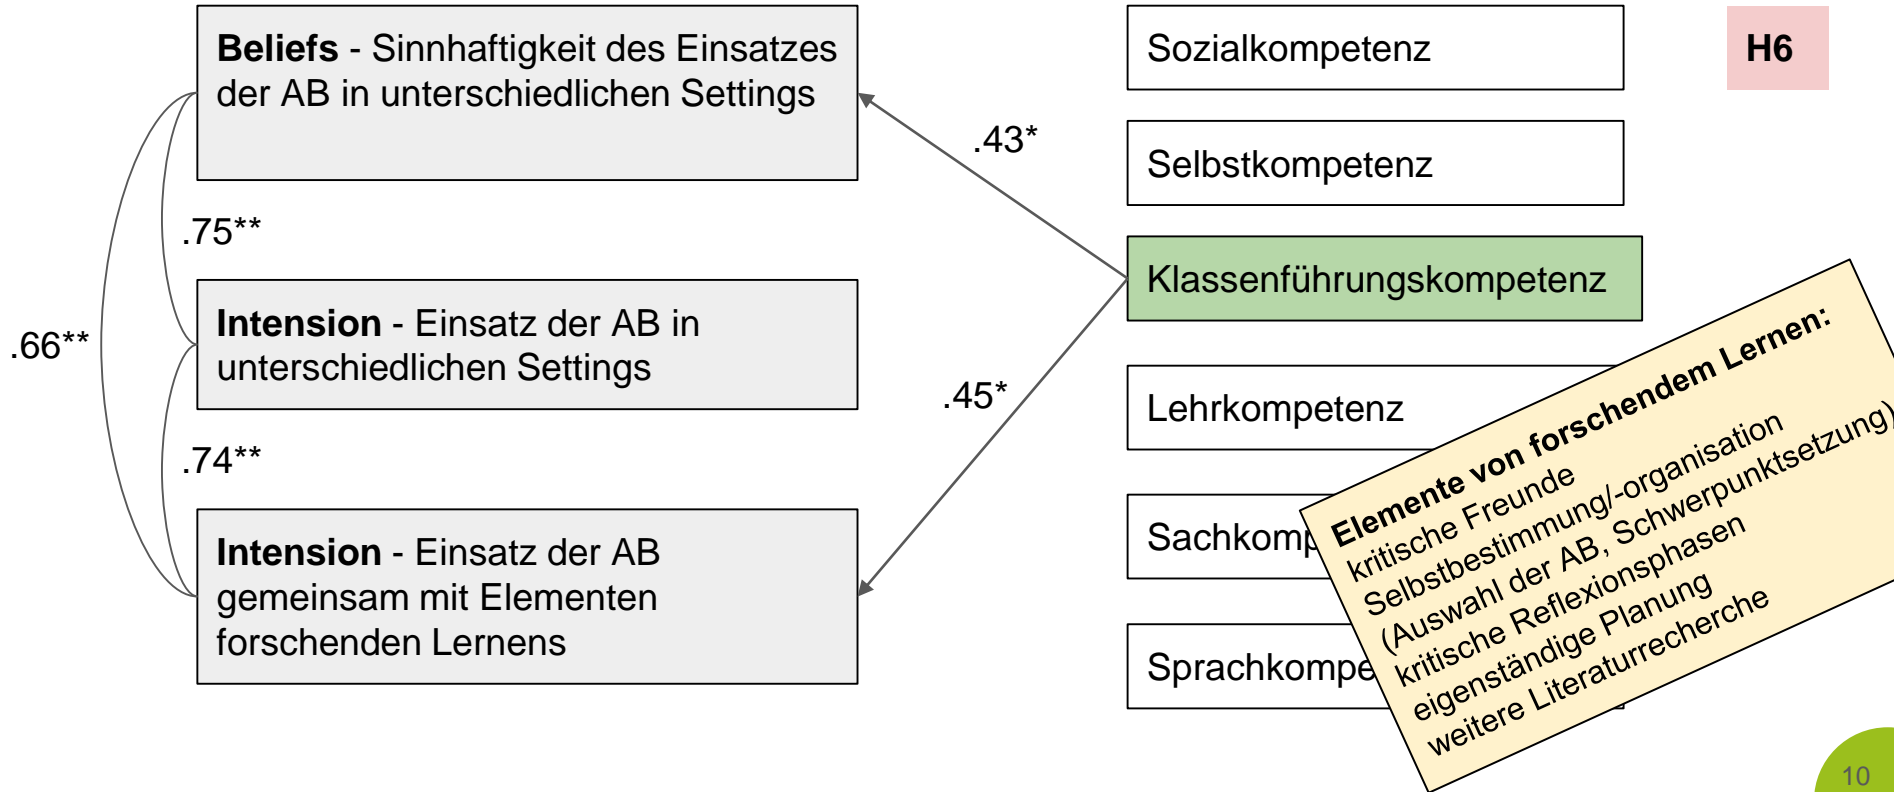 Beliefs - Sinnhaftigkeit des Einsatzes
der AB in unterschiedlichen Settings
.75**
.66**
Intension - Einsatz der AB in
unterschiedlichen Settings
.74**
Intension - Einsatz der AB
gemeinsam mit Elementen
forschenden Lernens
.43*
.45*
Sozialkompetenz
Selbstkompetenz
Klassenführungskompetenz
Lehrkompetenz
Sachkomp
Sprachkompe
H6
Elemente von forschendem Lernen:
kritische Freunde
Selbstbestimmung/-organisation
(Auswahl der AB, Schwerpunktsetzung)
kritische Reflexionsphasen
eigenständige Planung
weitere Literaturrecherche
10